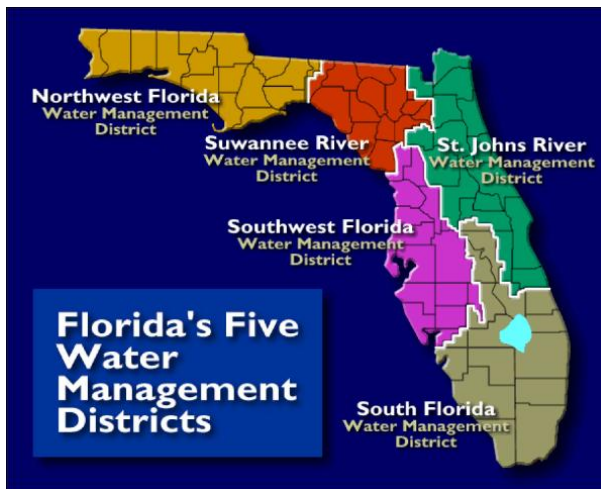 Northwest Florida
Water Management
District
Suwannee River
Water Management
District
St. Johns River
Water Management
District
Southwest Florida
Water Management
District
Florida's Five
Water
Management
Districts
South Florida
Water Management
District